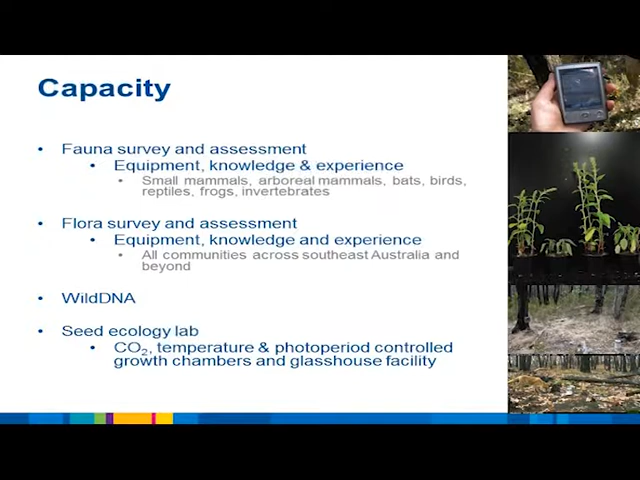 Capacity
• Fauna survey and assessment
• Equipment, knowledge & experience
• Small mammals, arboreal mammals, bats, birds,
reptiles, frogs, invertebrates
• Flora survey and assessment
• Equipment, knowledge and experience
• All communities across southeast Australia and
beyond
• WildDNA
• Seed ecology lab
• CO₂, temperature & photoperiod controlled
growth chambers and glasshouse facility